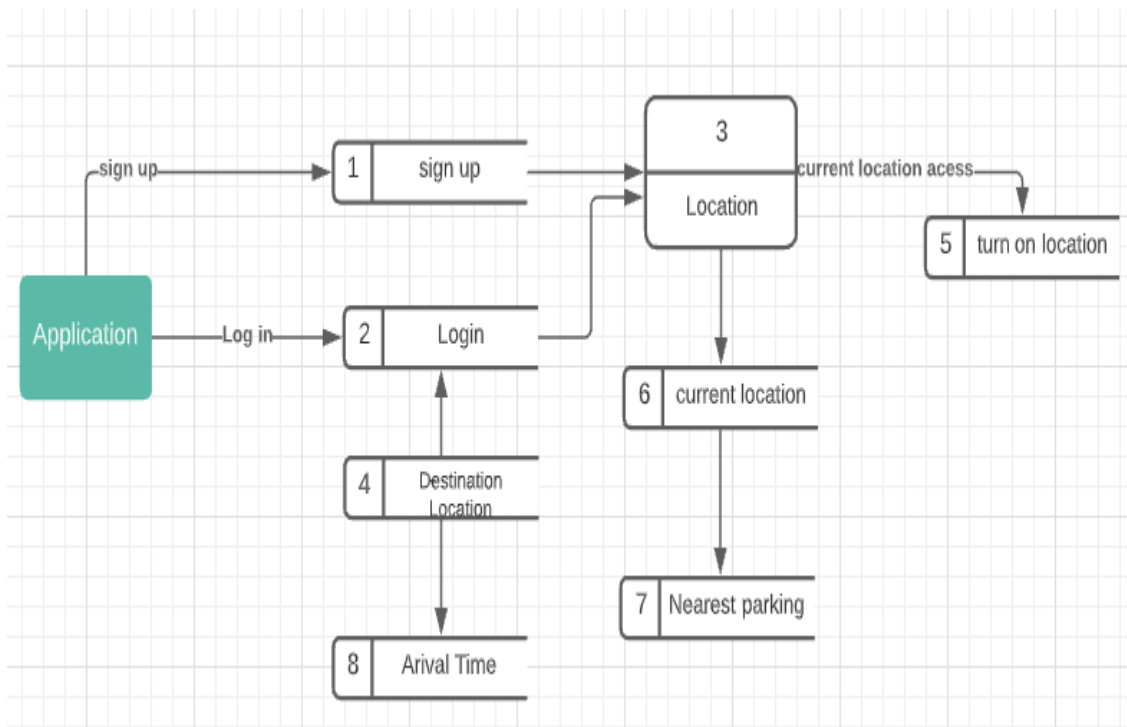 sign up
1
sign up
3
Location
current location acess
5
turn on location
Application
Log in
2
Login
6
current location
4
Destination
Location
7
Nearest parking
8
Arival Time